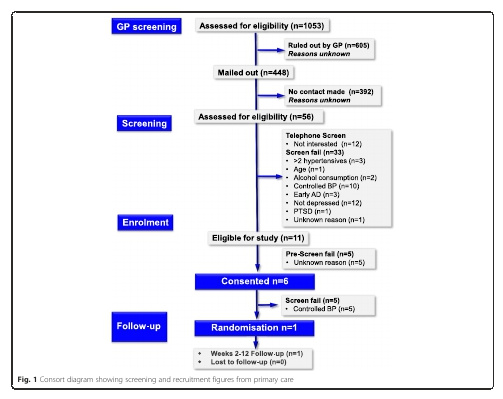 GP screening
Assessed for eligibility (n=1053)
Ruled out by GP (n=605)
Reasons unknown
Mailed out (n=448)
No contact made (n=392)
Reasons unknown
Screening
Assessed for eligibility (n=56)
Telephone Screen
• Not interested (n=12)
Screen fail (n=33)
• >2 hypertensives (n=3)
• Age (n=1)
• Alcohol consumption (n=2)
• Controlled BP (n=10)
• Early AD (n=3)
• Not depressed (n=12)
• PTSD (n=1)
• Unknown reason (n=1)
Enrolment
Eligible for study (n=11)
Pre-Screen fail (n=5)
• Unknown reason (n=5)
Consented n=6
Screen fail (n=5)
• Controlled BP (n=5)
Follow-up
Randomisation n=1
• Weeks 2-12 Follow-up (n=1)
• Lost to follow-up (n=0)
Fig. 1 Consort diagram showing screening and recruitment figures from primary care